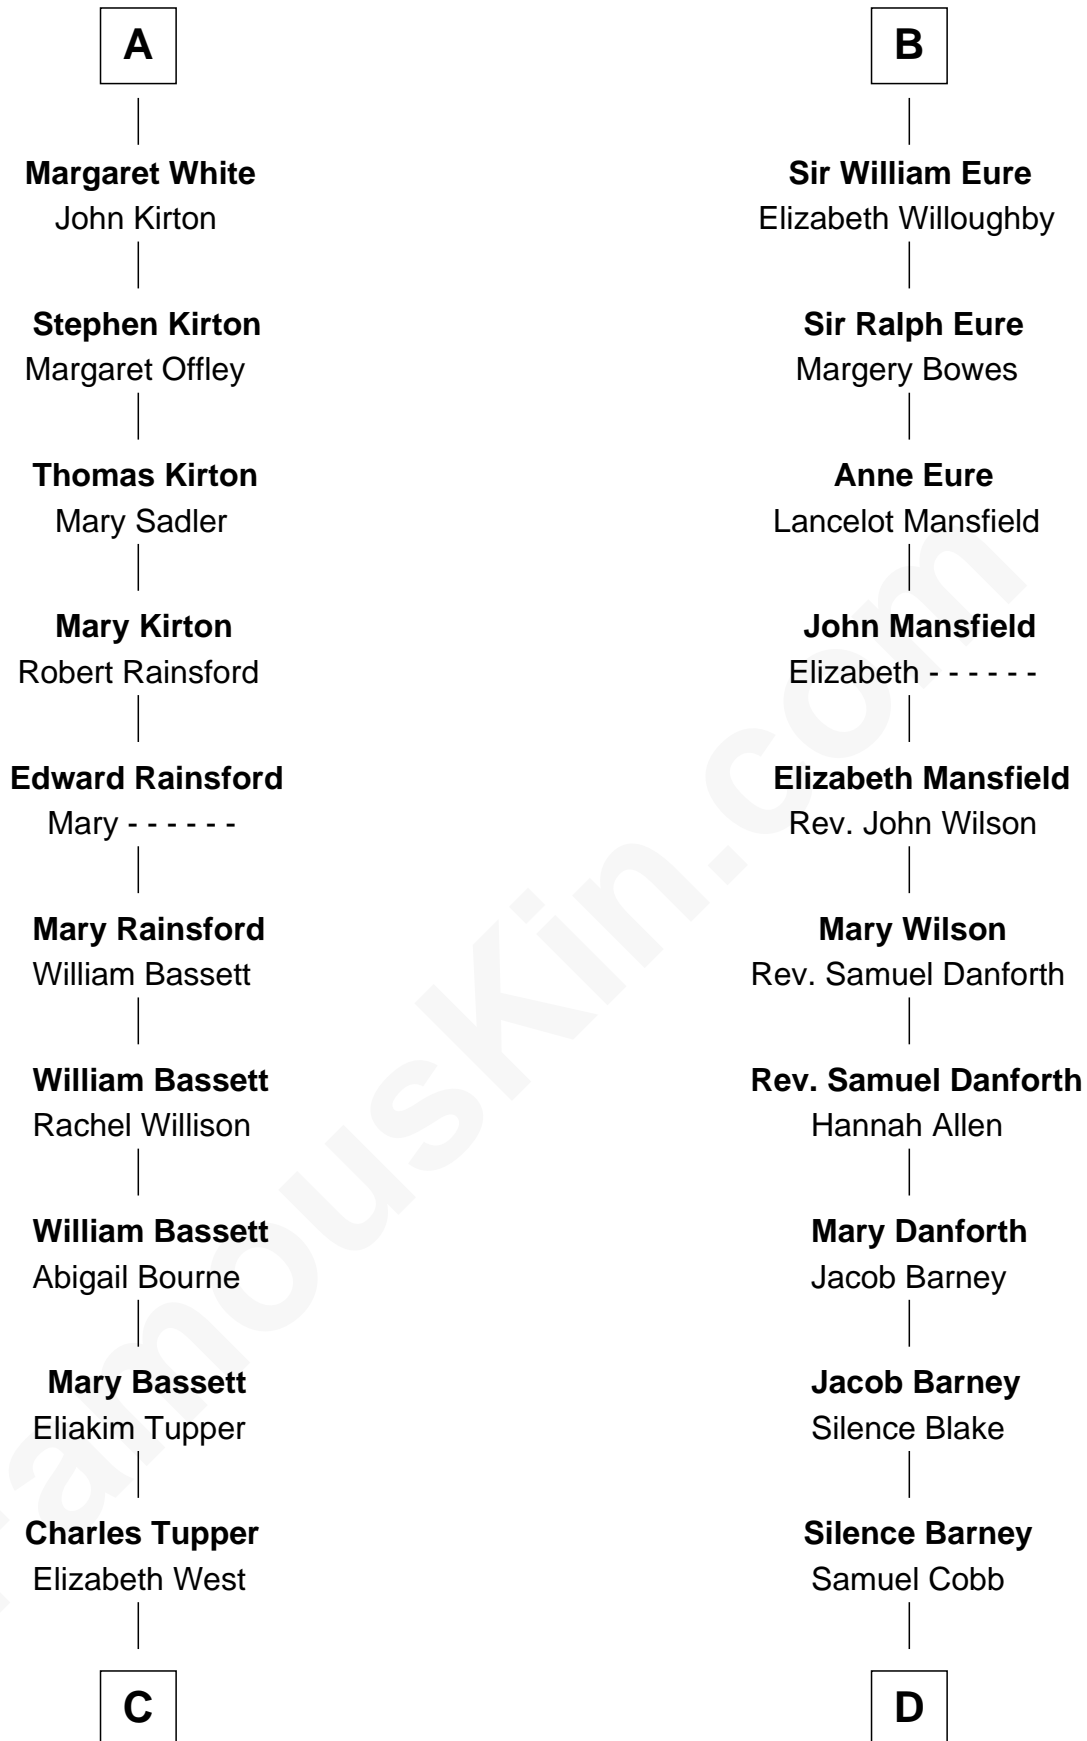 A
Margaret White
John Kirton
Stephen Kirton
Margaret Offley
Thomas Kirton
Mary Sadler
Mary Kirton
Robert Rainsford
Edward Rainsford
Mary - - - - - -
Mary Rainsford
William Bassett
William Bassett
Rachel Willison
William Bassett
Abigail Bourne
Mary Bassett
Eliakim Tupper
Charles Tupper
Elizabeth West
C
B
Sir William Eure
Elizabeth Willoughby
Sir Ralph Eure
Margery Bowes
Anne Eure
Lancelot Mansfield
John Mansfield
Elizabeth - - - - - -
Elizabeth Mansfield
Rev. John Wilson
Mary Wilson
Rev. Samuel Danforth
Rev. Samuel Danforth
Hannah Allen
Mary Danforth
Jacob Barney
Jacob Barney
Silence Blake
Silence Barney
Samuel Cobb
D
FamousKin.com